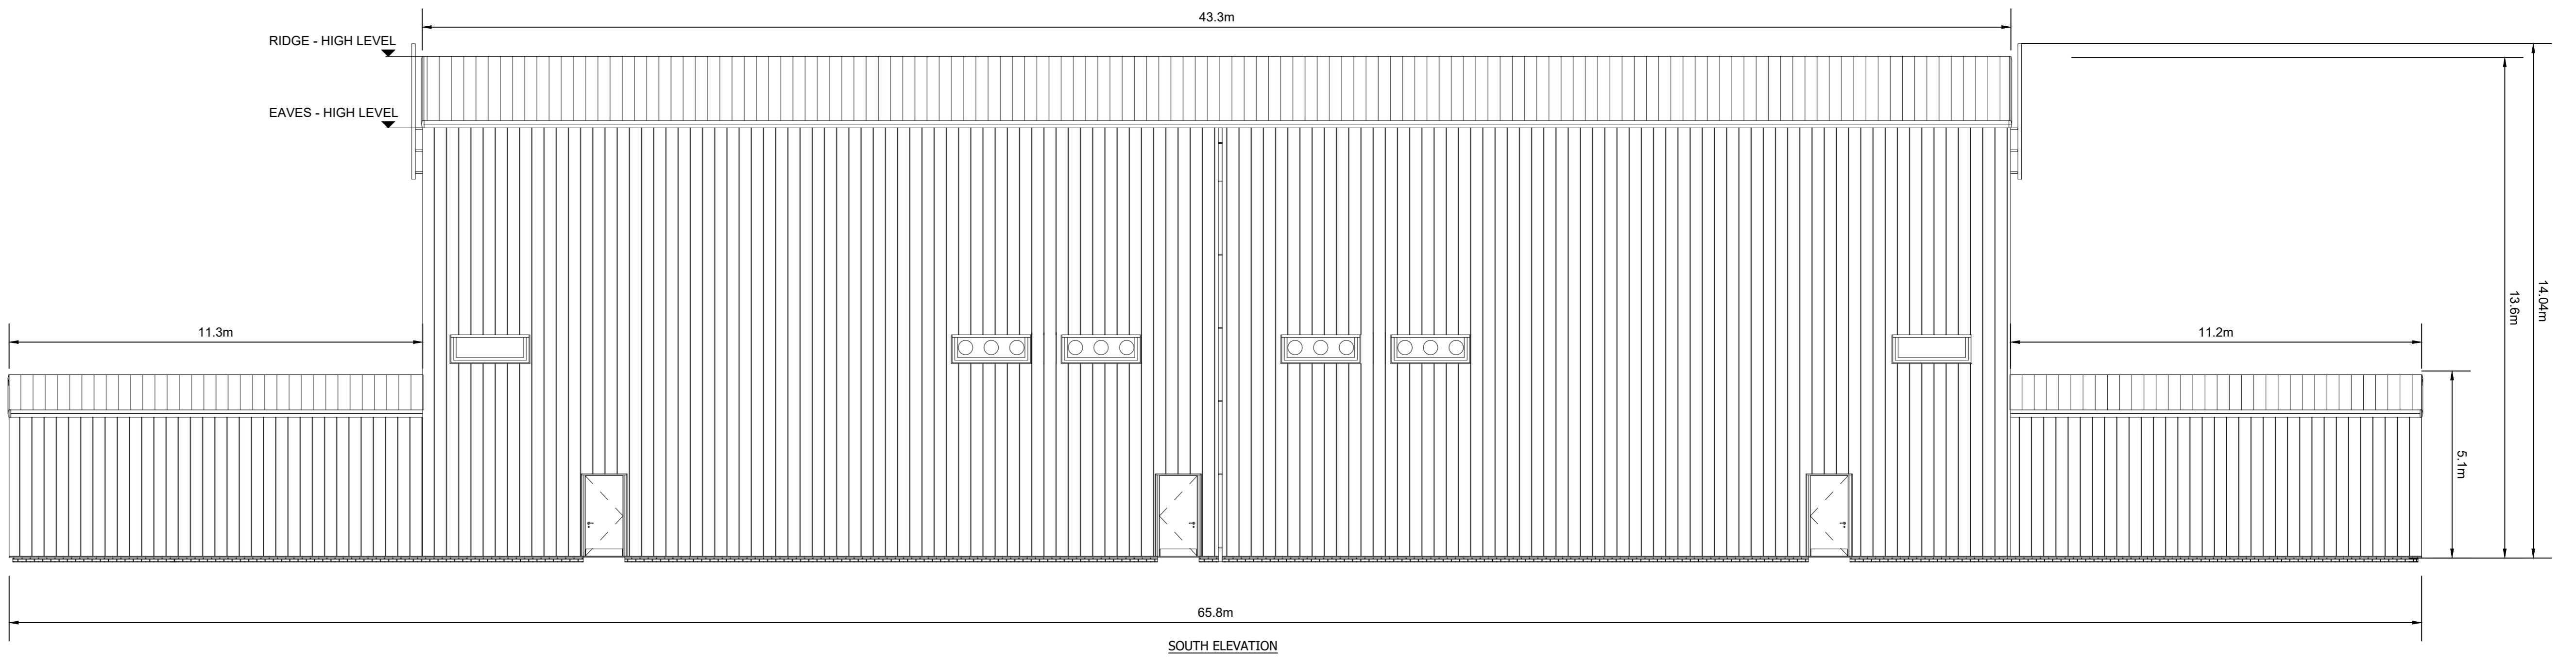 43.3m
RIDGE - HIGH LEVEL
EAVES - HIGH LEVEL
14.04m
13.6m
11.3m
11.2m
5.1m
65.8m
SOUTH ELEVATION